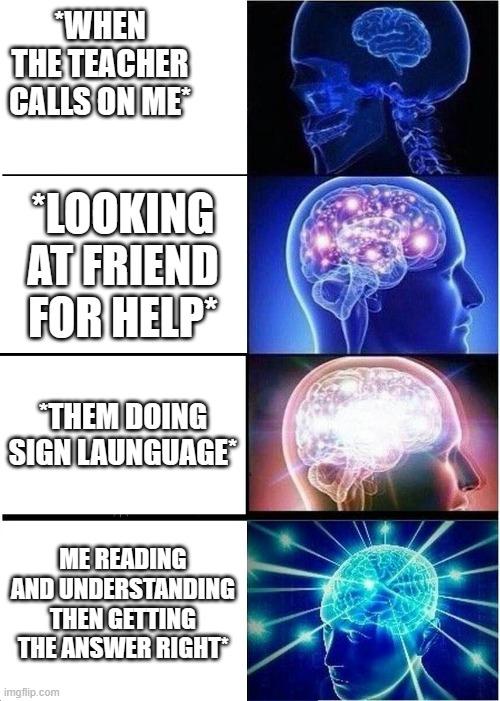 *WHEN
THE TEACHER
CALLS ON ME*
*LOOKING
AT FRIEND
FOR HELP*
*THEM DOING
SIGN LAUNGUAGE*
ME READING
AND UNDERSTANDING
THEN GETTING
THE ANSWER RIGHT*
imgflip.com